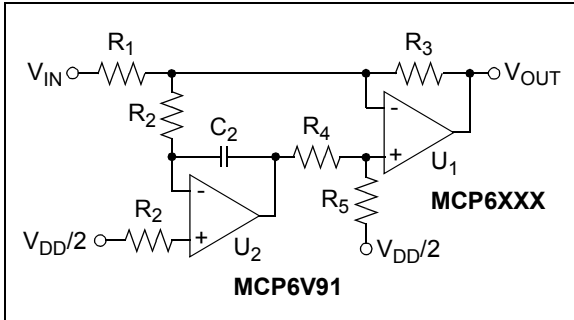 R1 R3
VIN VOUT
R2 C2 R4
- +
U1
- +
R5 MCP6XXX
R2
VDD/2 U2 VDD/2
MCP6V91